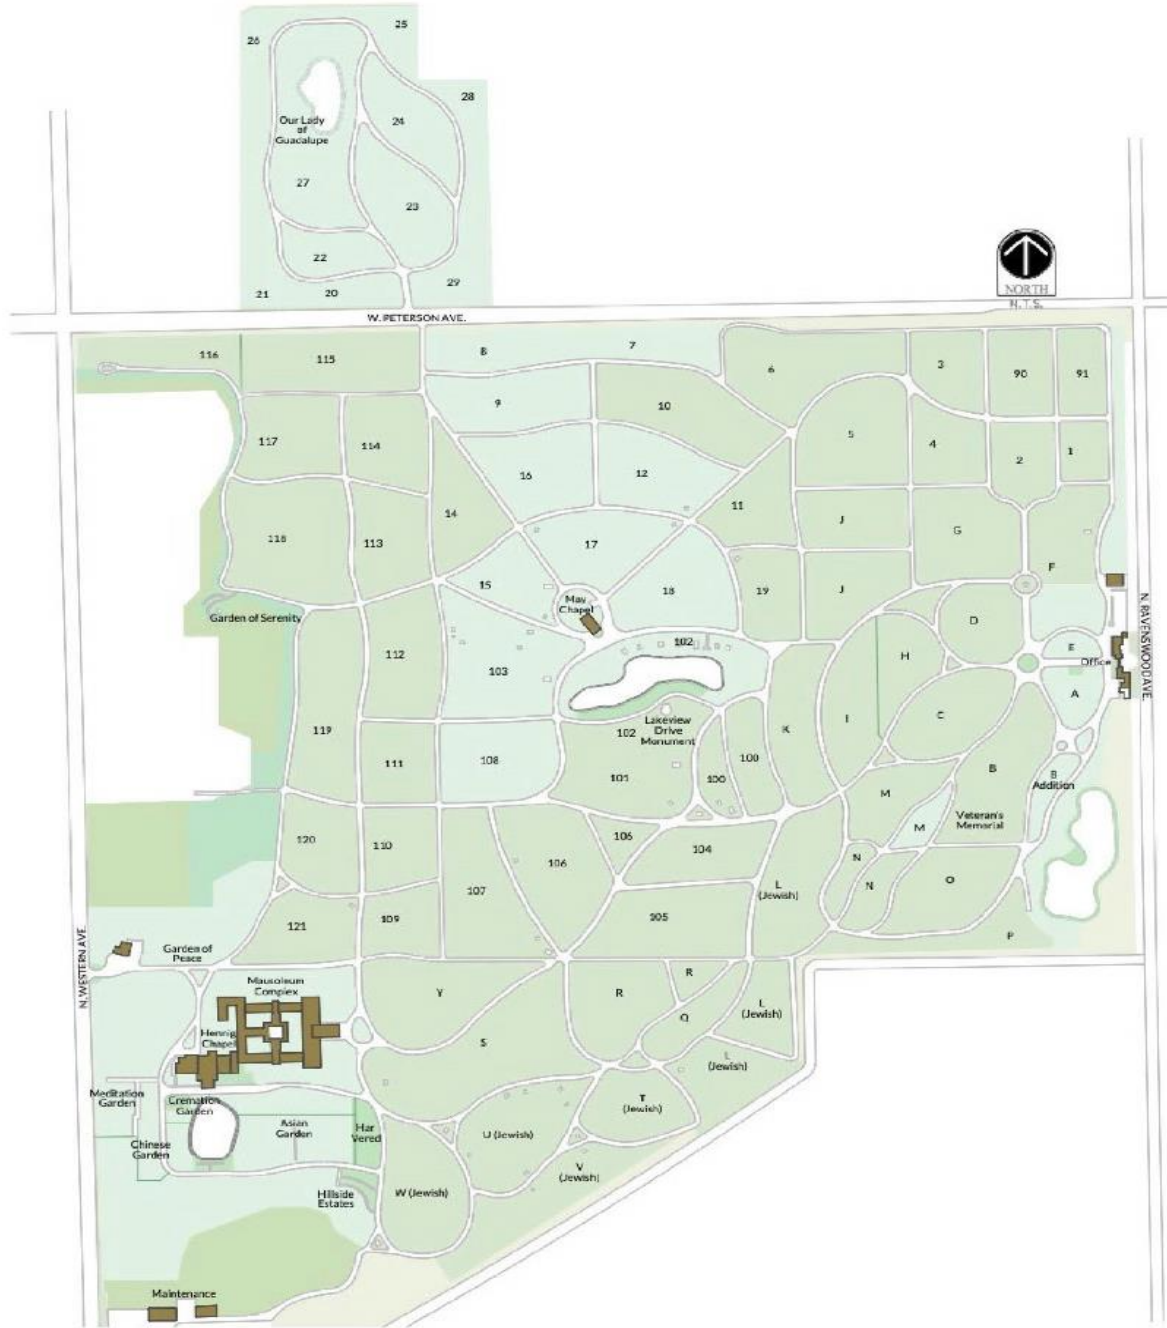 25
26
28
Our Lady
of
Guadalupe
24
27
23
22
29
21
20
NORTH
N.T.S.
W. PETERSON AVE.
116
115
8
7
6
3
90
91
9
10
117
114
5
4
2
1
16
12
14
11
118
113
17
J
G
F
15
May
Chapel
18
19
J
Garden of Serenity
D
N. RAVENSWOOD AVE.
112
103
102
H
E
Office
A
119
Lakeview
Drive
Monument
102
K
I
C
111
108
101
100
100
B
B
Addition
M
Veteran's
Memorial
M
120
110
106
106
104
N
N
O
107
L
(Jewish)
121
109
105
P
N. WESTERN AVE.
Garden of
Peace
Mausoleum
Complex
Y
R
R
L
(Jewish)
Q
Hennig
Chapel
S
L
(Jewish)
Meditation
Garden
Cremation
Garden
Asian
Garden
Har
Vered
T
(Jewish)
Chinese
Garden
U (Jewish)
V
(Jewish)
Hillside
Estates
W (Jewish)
Maintenance